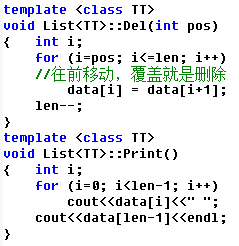 template <class TT>
void List<TT>::Del(int pos)
{   int i;
    for (i=pos; i<=len; i++)
    //往前移动，覆盖就是删除
        data[i] = data[i+1];
    len--;
}
template <class TT>
void List<TT>::Print()
{   int i;
    for (i=0; i<len-1; i++)
        cout<<data[i]<<" ";
    cout<<data[len-1]<<endl;
}